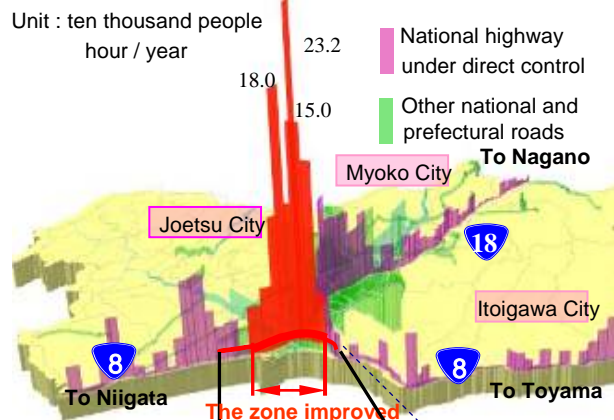 Unit : ten thousand people
hour / year
23.2
18.0
15.0
National highway
under direct control
Other national and
prefectural roads
To Nagano
Myoko City
Joetsu City
18
Itoigawa City
8
8
To Niigata
To Toyama
The zone improved